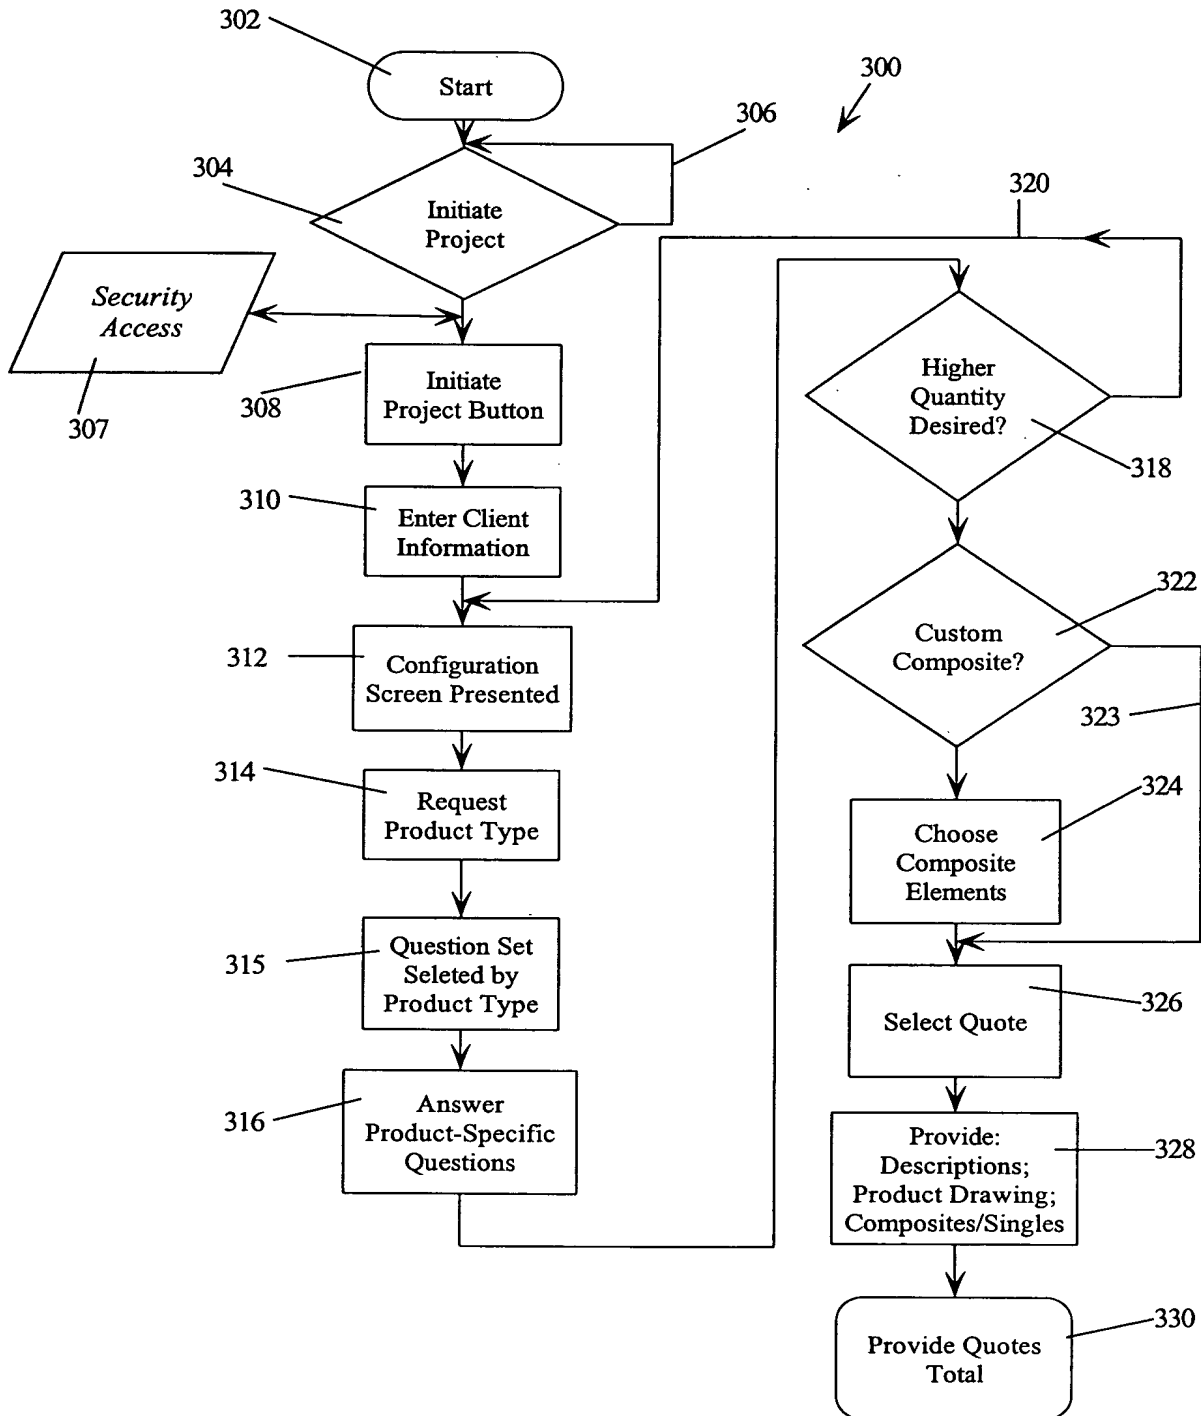 302
Start
300
306
304
Initiate
Project
320
Security
Access
307
308
Initiate
Project Button
310
Enter Client
Information
312
Configuration
Screen Presented
314
Request
Product Type
315
Question Set
Seleted by
Product Type
316
Answer
Product-Specific
Questions
Higher
Quantity
Desired?
318
322
Custom
Composite?
323
324
Choose
Composite
Elements
326
Select Quote
328
Provide:
Descriptions;
Product Drawing;
Composites/Singles
330
Provide Quotes
Total